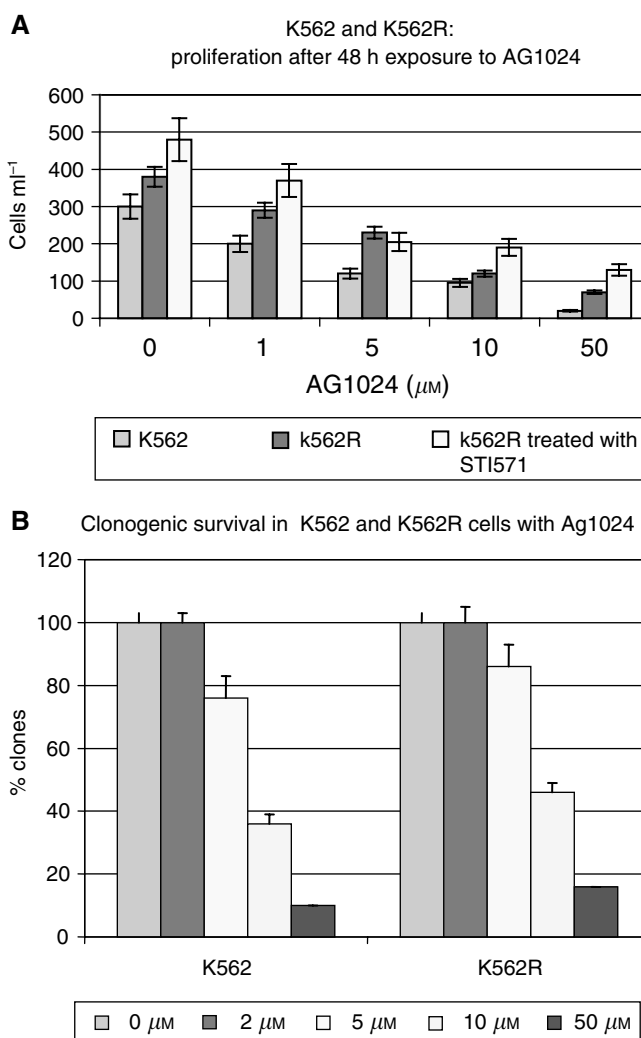 A
K562 and K562R:
proliferation after 48 h exposure to AG1024
600
500
400
300
200
100
0
Cells ml⁻¹
0 1 5 10 50
AG1024 (μM)
K562 k562R k562R treated with
STI571
B Clonogenic survival in K562 and K562R cells with Ag1024
120
100
80
60
40
20
0
% clones
K562 K562R
0 μM 2 μM 5 μM 10 μM 50 μM